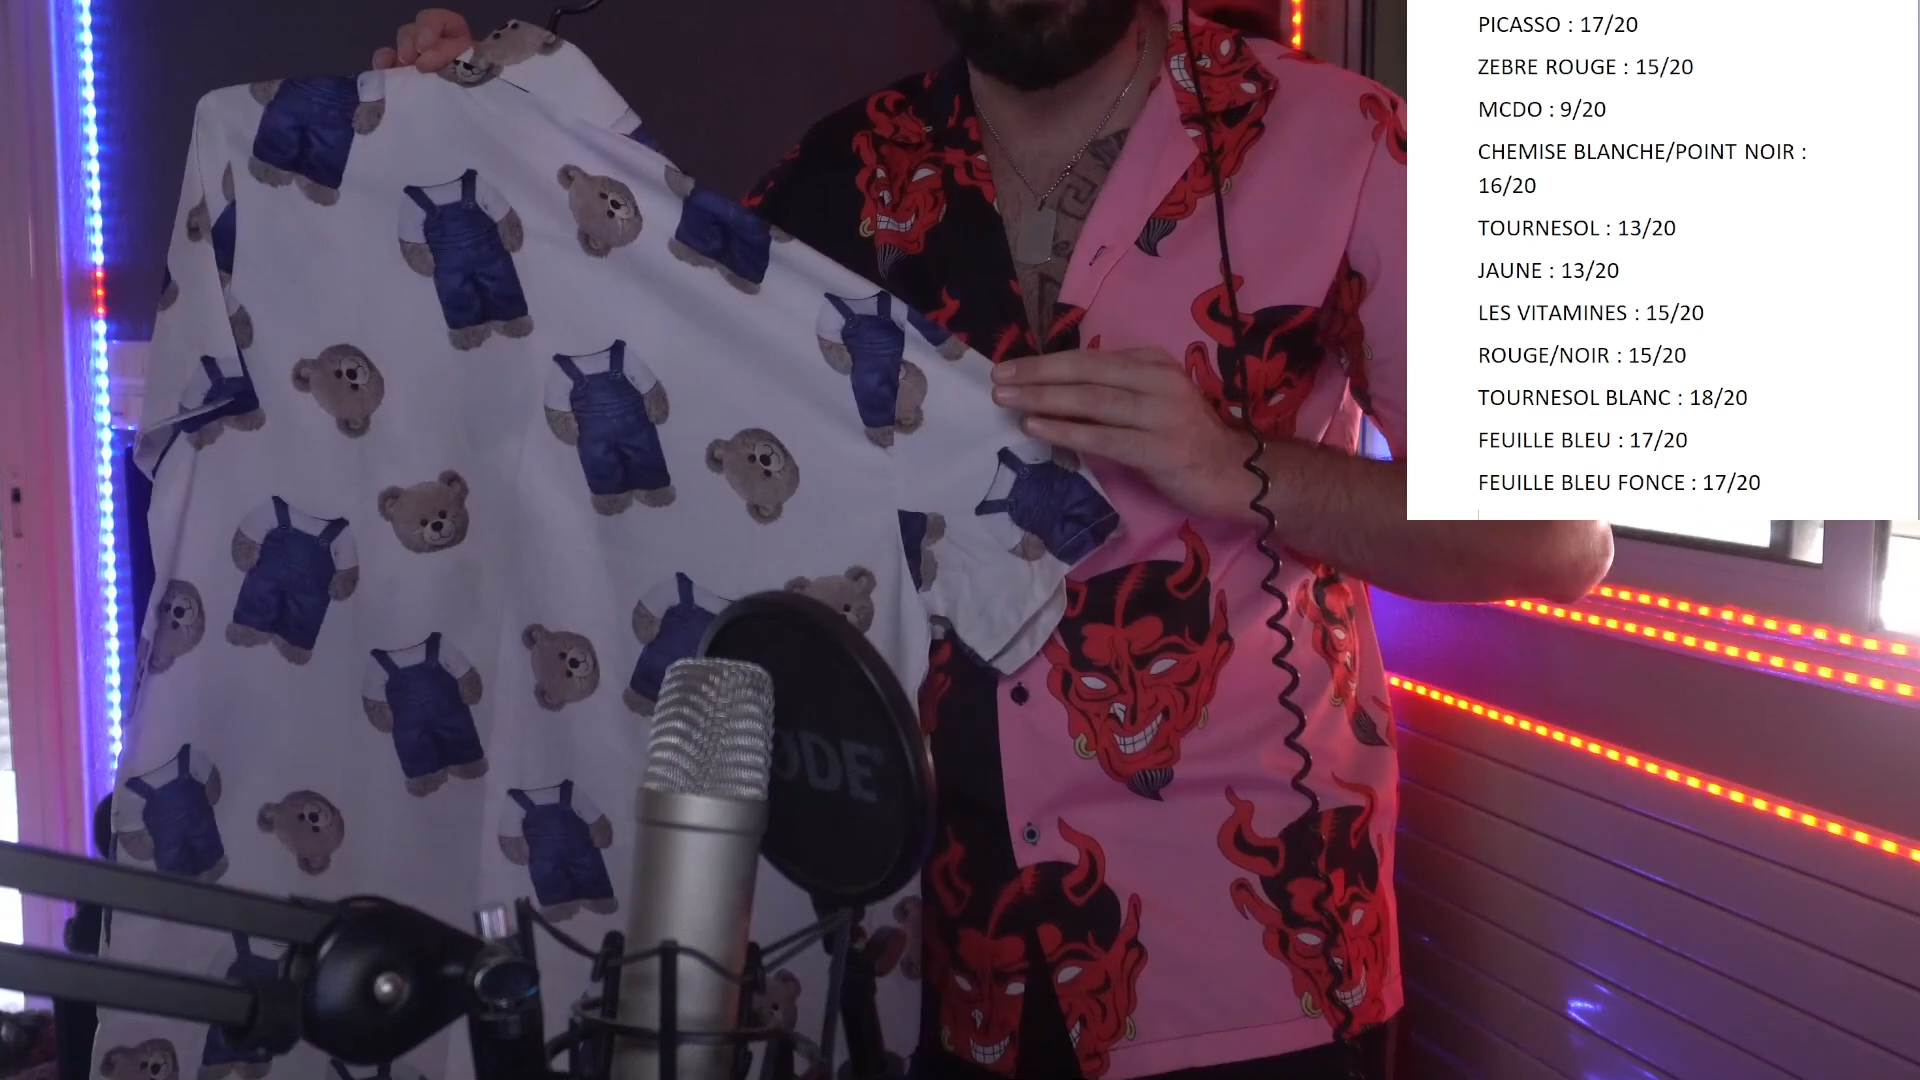 PICASSO : 17/20
ZEBRE ROUGE : 15/20
MCDO : 9/20
CHEMISE BLANCHE/POINT NOIR :
16/20
TOURNESOL : 13/20
JAUNE : 13/20
LES VITAMINES : 15/20
ROUGE/NOIR : 15/20
TOURNESOL BLANC : 18/20
FEUILLE BLEU : 17/20
FEUILLE BLEU FONCE : 17/20